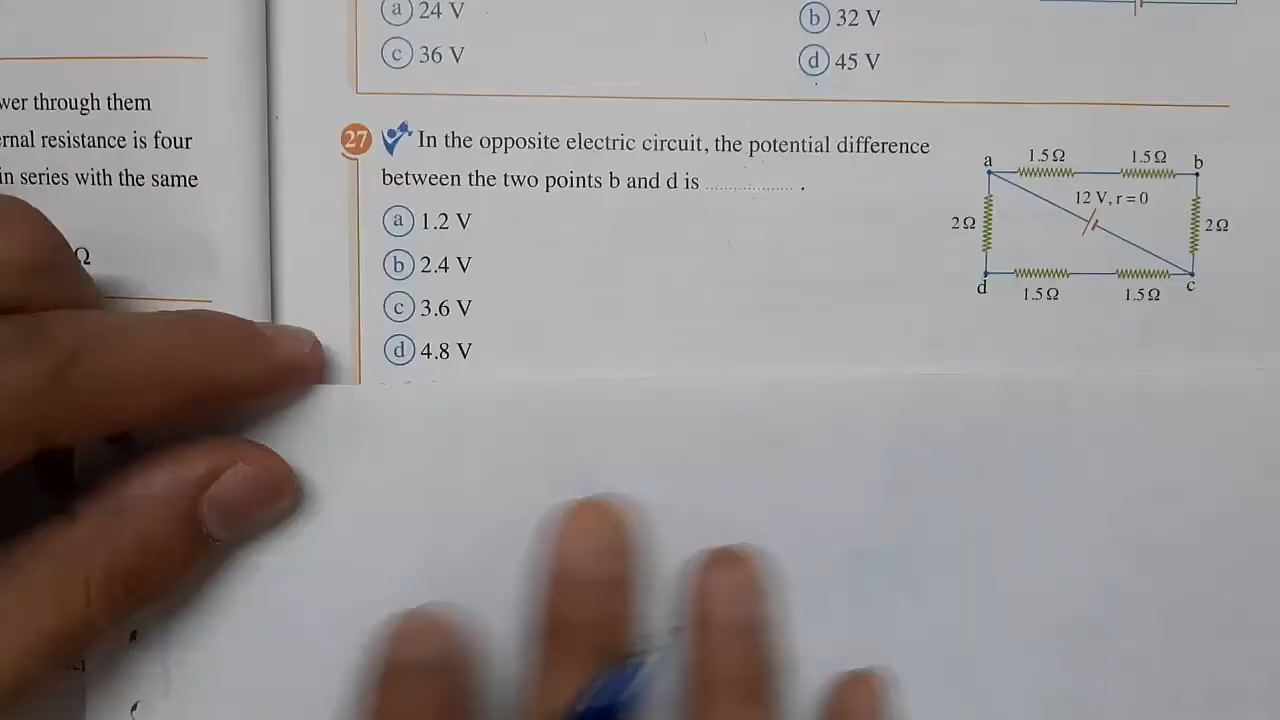 a 24 V
b 32 V
c 36 V
d 45 V
wer through them
ernal resistance is four
in series with the same
Ω
27 In the opposite electric circuit, the potential difference
between the two points b and d is .................. .
a 1.2 V
b 2.4 V
c 3.6 V
d 4.8 V
a 1.5 Ω 1.5 Ω b
12 V, r = 0
2 Ω 2 Ω
d 1.5 Ω 1.5 Ω c